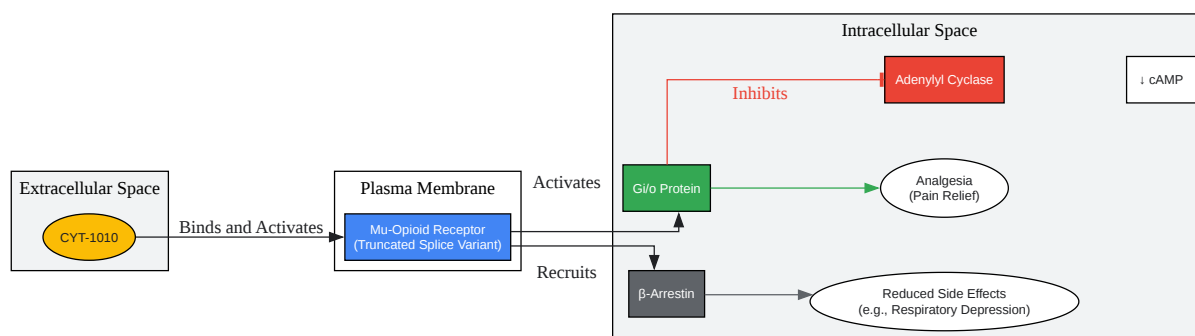 Intracellular Space
Adenylyl Cyclase
↓ cAMP
Inhibits
Extracellular Space
Plasma Membrane
Activates
Gi/o Protein
Analgesia
(Pain Relief)
CYT-1010
Binds and Activates
Mu-Opioid Receptor
(Truncated Splice Variant)
Recruits
β-Arrestin
Reduced Side Effects
(e.g., Respiratory Depression)